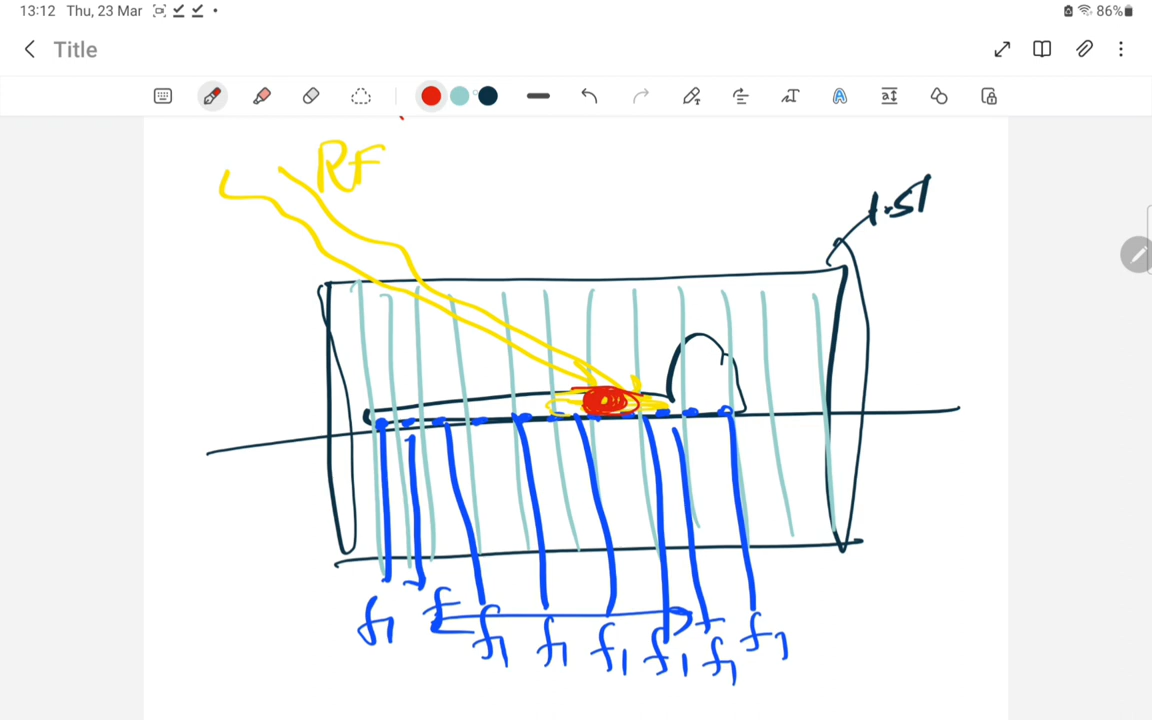 13:12 Thu, 23 Mar
86%
Title
RF
1.5T
f1
f1 f1 f1 f1 f1 f1